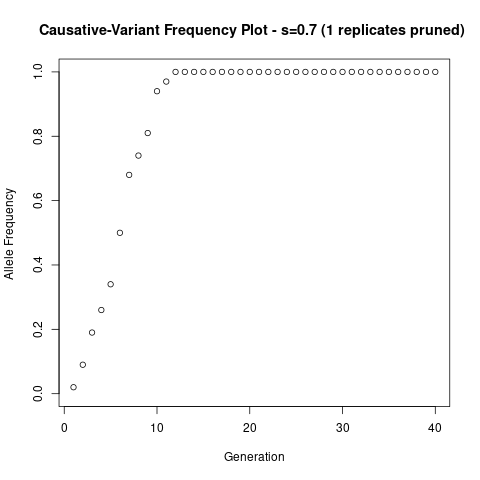 Causative-Variant Frequency Plot - s=0.7 (1 replicates pruned)
Allele Frequency
1.0
0.8
0.6
0.4
0.2
0.0
0 10 20 30 40
Generation